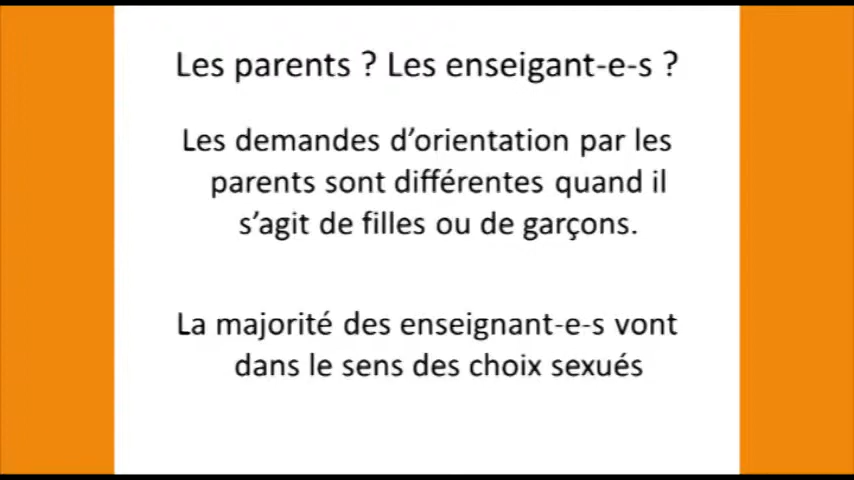 Les parents ? Les enseigant-e-s ?
Les demandes d’orientation par les
parents sont différentes quand il
s’agit de filles ou de garçons.
La majorité des enseignant-e-s vont
dans le sens des choix sexués